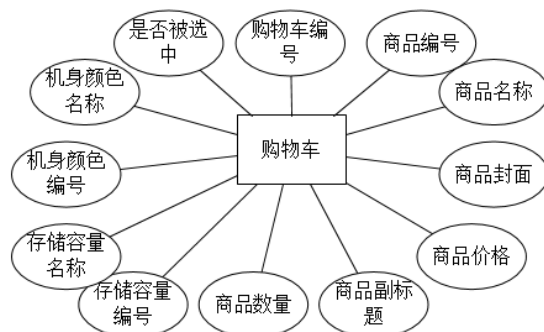 是否被选
中
购物车编
号
商品编号
机身颜色
名称
商品名称
购物车
机身颜色
编号
商品封面
存储容量
名称
商品价格
存储容量
编号
商品数量
商品副标
题